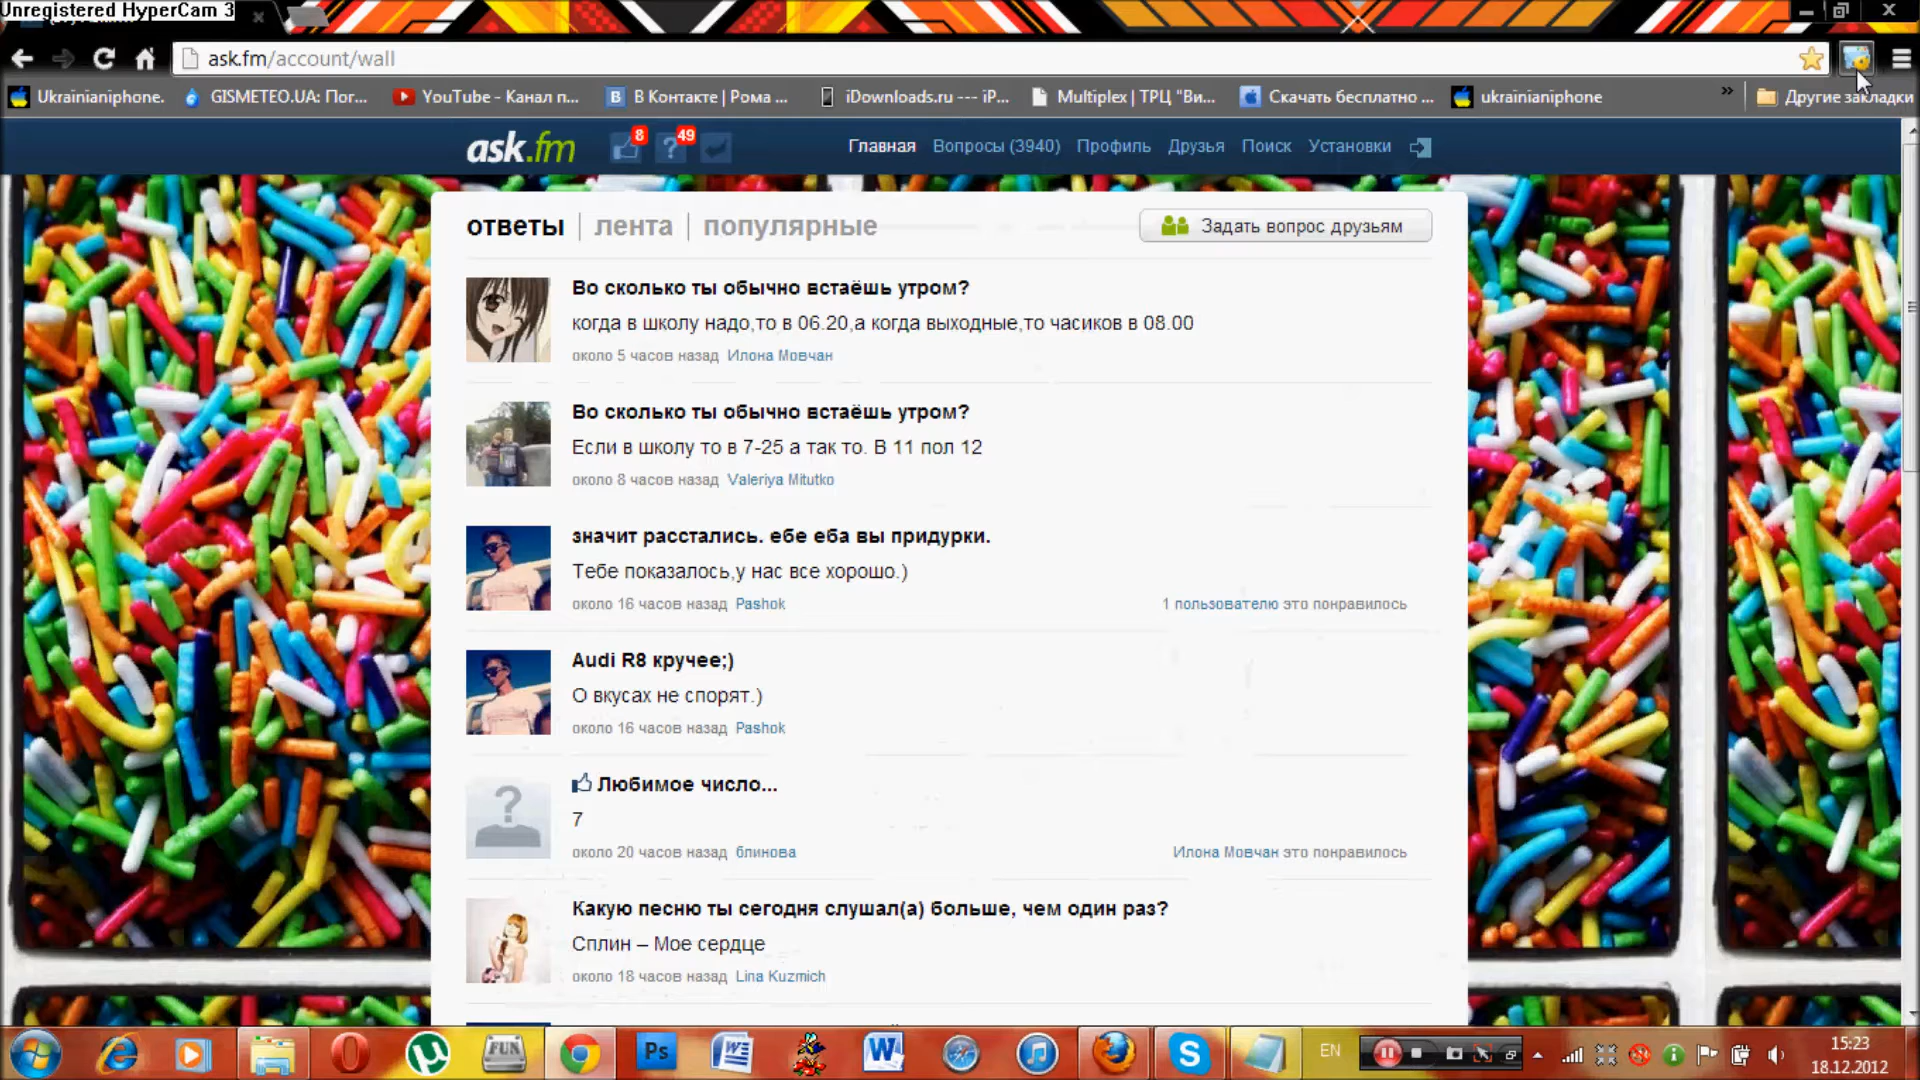 Unregistered HyperCam 3
ask.fm/account/wall
Ukrainianiphone.
GISMETEO.UA: Пог...
YouTube - Канал п...
В Контакте | Рома ...
iDownloads.ru --- iP...
Multiplex | ТРЦ "Ви...
Скачать бесплатно ...
ukrainianiphone
»
Другие закладки
ask.fm
8
49
Главная
Вопросы (3940)
Профиль
Друзья
Поиск
Установки
ответы | лента | популярные
Задать вопрос друзьям
Во сколько ты обычно встаёшь утром?
когда в школу надо,то в 06.20,а когда выходные,то часиков в 08.00
около 5 часов назад Илона Мовчан
Во сколько ты обычно встаёшь утром?
Если в школу то в 7-25 а так то. В 11 пол 12
около 8 часов назад Valeriya Mitutko
значит расстались. ебе еба вы придурки.
Тебе показалось,у нас все хорошо.)
около 16 часов назад Pashok
1 пользователю это понравилось
Audi R8 кручее;)
О вкусах не спорят.)
около 16 часов назад Pashok
Любимое число...
7
около 20 часов назад блинова
Илона Мовчан это понравилось
Какую песню ты сегодня слушал(а) больше, чем один раз?
Сплин – Мое сердце
около 18 часов назад Lina Kuzmich
FUN
Ps
EN
15:23
18.12.2012